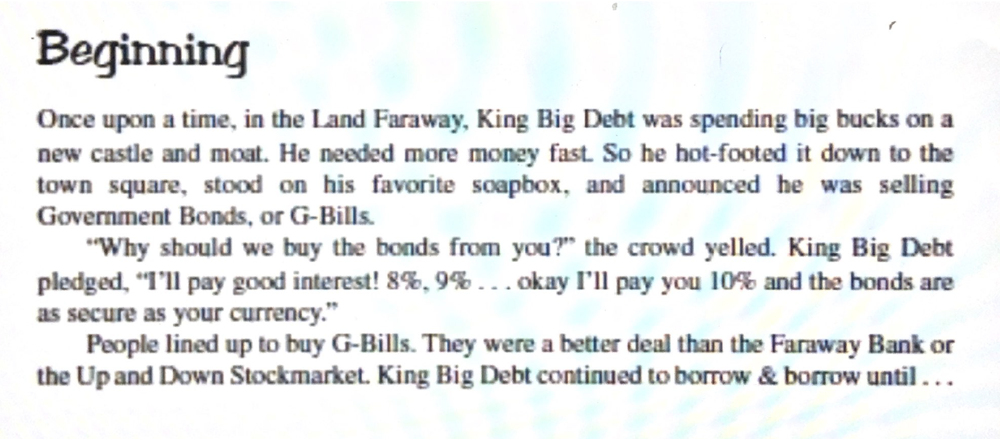 Beginning
Once upon a time, in the Land Faraway, King Big Debt was spending big bucks on a
new castle and moat. He needed more money fast. So he hot-footed it down to the
town square, stood on his favorite soapbox, and announced he was selling
Government Bonds, or G-Bills.
“Why should we buy the bonds from you?” the crowd yelled. King Big Debt
pledged, “I’ll pay good interest! 8%, 9% . . . okay I’ll pay you 10% and the bonds are
as secure as your currency.”
People lined up to buy G-Bills. They were a better deal than the Faraway Bank or
the Up and Down Stockmarket. King Big Debt continued to borrow & borrow until . . .